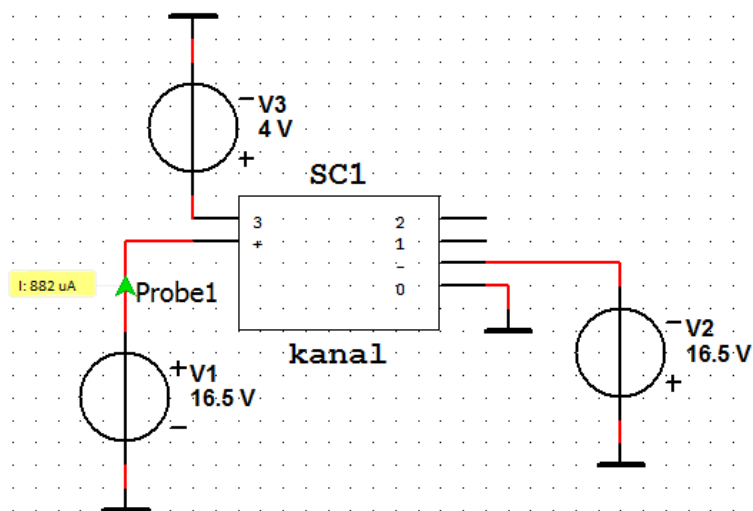 − V3
4 V
+
SC1
3 2
+ 1
−
0
I: 882 uA
Probe1
kanal
+ V1
16.5 V
−
− V2
16.5 V
+